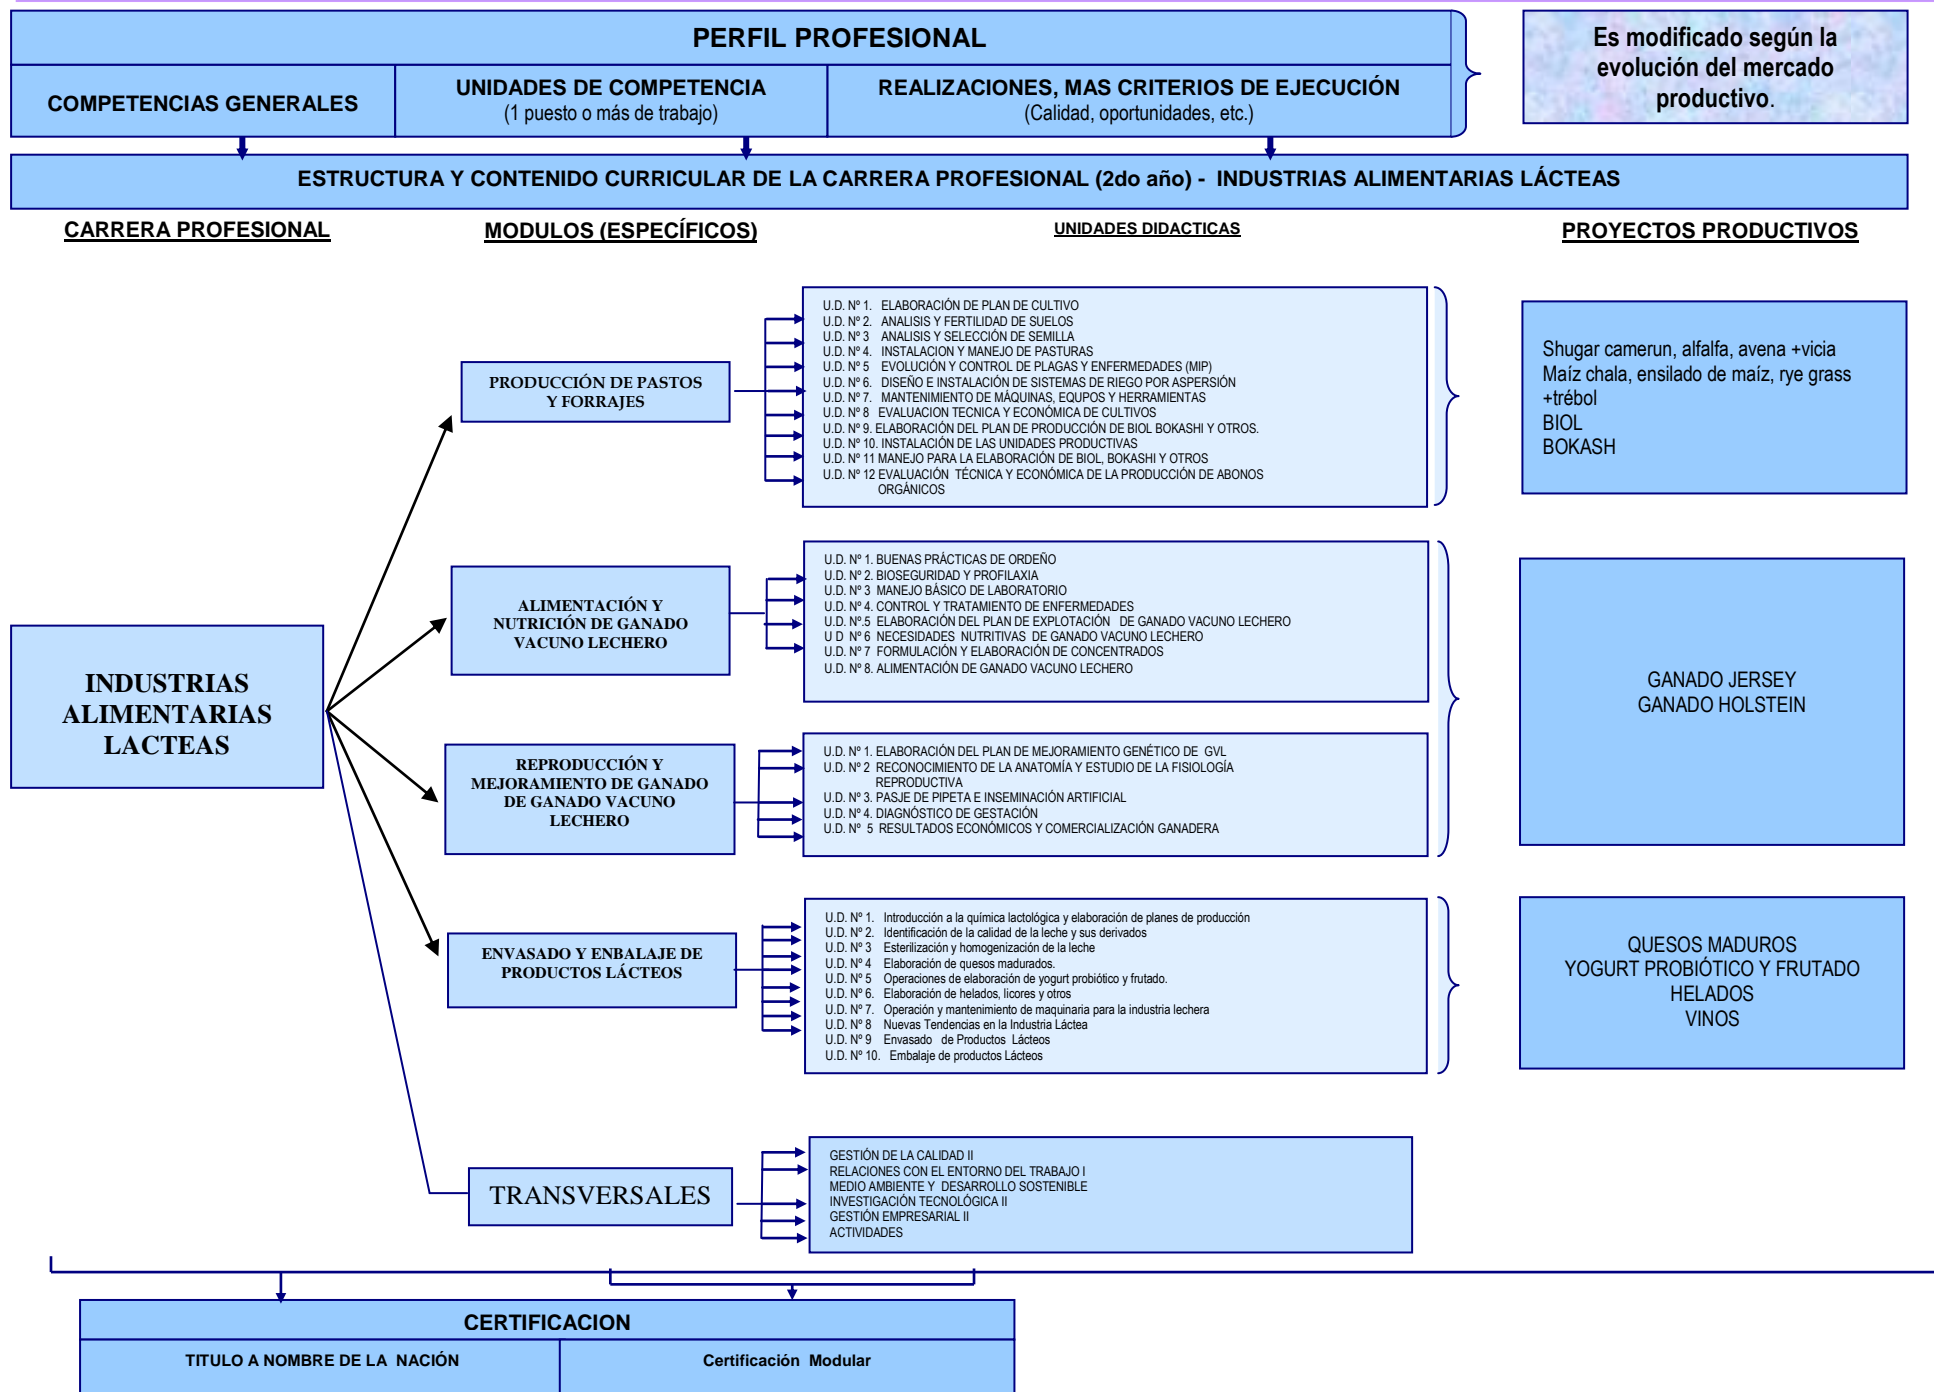 PERFIL PROFESIONAL
COMPETENCIAS GENERALES
UNIDADES DE COMPETENCIA
(1 puesto o más de trabajo)
REALIZACIONES, MAS CRITERIOS DE EJECUCIÓN
(Calidad, oportunidades, etc.)
Es modificado según la
evolución del mercado
productivo.
ESTRUCTURA Y CONTENIDO CURRICULAR DE LA CARRERA PROFESIONAL (2do año) - INDUSTRIAS ALIMENTARIAS LÁCTEAS
CARRERA PROFESIONAL
MODULOS (ESPECÍFICOS)
UNIDADES DIDACTICAS
PROYECTOS PRODUCTIVOS
INDUSTRIAS
ALIMENTARIAS
LACTEAS
PRODUCCIÓN DE PASTOS
Y FORRAJES
U.D. Nº 1. ELABORACIÓN DE PLAN DE CULTIVO
U.D. Nº 2. ANALISIS Y FERTILIDAD DE SUELOS
U.D. Nº 3 ANALISIS Y SELECCIÓN DE SEMILLA
U.D. Nº 4. INSTALACION Y MANEJO DE PASTURAS
U.D. Nº 5 EVOLUCIÓN Y CONTROL DE PLAGAS Y ENFERMEDADES (MIP)
U.D. Nº 6. DISEÑO E INSTALACIÓN DE SISTEMAS DE RIEGO POR ASPERSIÓN
U.D. Nº 7. MANTENIMIENTO DE MÁQUINAS, EQUPOS Y HERRAMIENTAS
U.D. Nº 8 EVALUACION TECNICA Y ECONÓMICA DE CULTIVOS
U.D. Nº 9. ELABORACIÓN DEL PLAN DE PRODUCCIÓN DE BIOL BOKASHI Y OTROS.
U.D. Nº 10. INSTALACIÓN DE LAS UNIDADES PRODUCTIVAS
U.D. Nº 11 MANEJO PARA LA ELABORACIÓN DE BIOL, BOKASHI Y OTROS
U.D. Nº 12 EVALUACIÓN TÉCNICA Y ECONÓMICA DE LA PRODUCCIÓN DE ABONOS
ORGÁNICOS
Shugar camerun, alfalfa, avena +vicia
Maíz chala, ensilado de maíz, rye grass
+trébol
BIOL
BOKASH
ALIMENTACIÓN Y
NUTRICIÓN DE GANADO
VACUNO LECHERO
U.D. Nº 1. BUENAS PRÁCTICAS DE ORDEÑO
U.D. Nº 2. BIOSEGURIDAD Y PROFILAXIA
U.D. Nº 3 MANEJO BÁSICO DE LABORATORIO
U.D. Nº 4. CONTROL Y TRATAMIENTO DE ENFERMEDADES
U.D. Nº.5 ELABORACIÓN DEL PLAN DE EXPLOTACIÓN DE GANADO VACUNO LECHERO
U D Nº 6 NECESIDADES NUTRITIVAS DE GANADO VACUNO LECHERO
U.D. Nº 7 FORMULACIÓN Y ELABORACIÓN DE CONCENTRADOS
U.D. Nº 8. ALIMENTACIÓN DE GANADO VACUNO LECHERO
GANADO JERSEY
GANADO HOLSTEIN
REPRODUCCIÓN Y
MEJORAMIENTO DE GANADO
DE GANADO VACUNO
LECHERO
U.D. Nº 1. ELABORACIÓN DEL PLAN DE MEJORAMIENTO GENÉTICO DE GVL
U.D. Nº 2 RECONOCIMIENTO DE LA ANATOMÍA Y ESTUDIO DE LA FISIOLOGÍA
REPRODUCTIVA
U.D. Nº 3. PASJE DE PIPETA E INSEMINACIÓN ARTIFICIAL
U.D. Nº 4. DIAGNÓSTICO DE GESTACIÓN
U.D. Nº 5 RESULTADOS ECONÓMICOS Y COMERCIALIZACIÓN GANADERA
ENVASADO Y ENBALAJE DE
PRODUCTOS LÁCTEOS
U.D. Nº 1. Introducción a la química lactológica y elaboración de planes de producción
U.D. Nº 2. Identificación de la calidad de la leche y sus derivados
U.D. Nº 3 Esterilización y homogenización de la leche
U.D. Nº 4 Elaboración de quesos madurados.
U.D. Nº 5 Operaciones de elaboración de yogurt probiótico y frutado.
U.D. Nº 6. Elaboración de helados, licores y otros
U.D. Nº 7. Operación y mantenimiento de maquinaria para la industria lechera
U.D. Nº 8 Nuevas Tendencias en la Industria Láctea
U.D. Nº 9 Envasado de Productos Lácteos
U.D. Nº 10. Embalaje de productos Lácteos
QUESOS MADUROS
YOGURT PROBIÓTICO Y FRUTADO
HELADOS
VINOS
TRANSVERSALES
GESTIÓN DE LA CALIDAD II
RELACIONES CON EL ENTORNO DEL TRABAJO I
MEDIO AMBIENTE Y DESARROLLO SOSTENIBLE
INVESTIGACIÓN TECNOLÓGICA II
GESTIÓN EMPRESARIAL II
ACTIVIDADES
CERTIFICACION
TITULO A NOMBRE DE LA NACIÓN
Certificación Modular